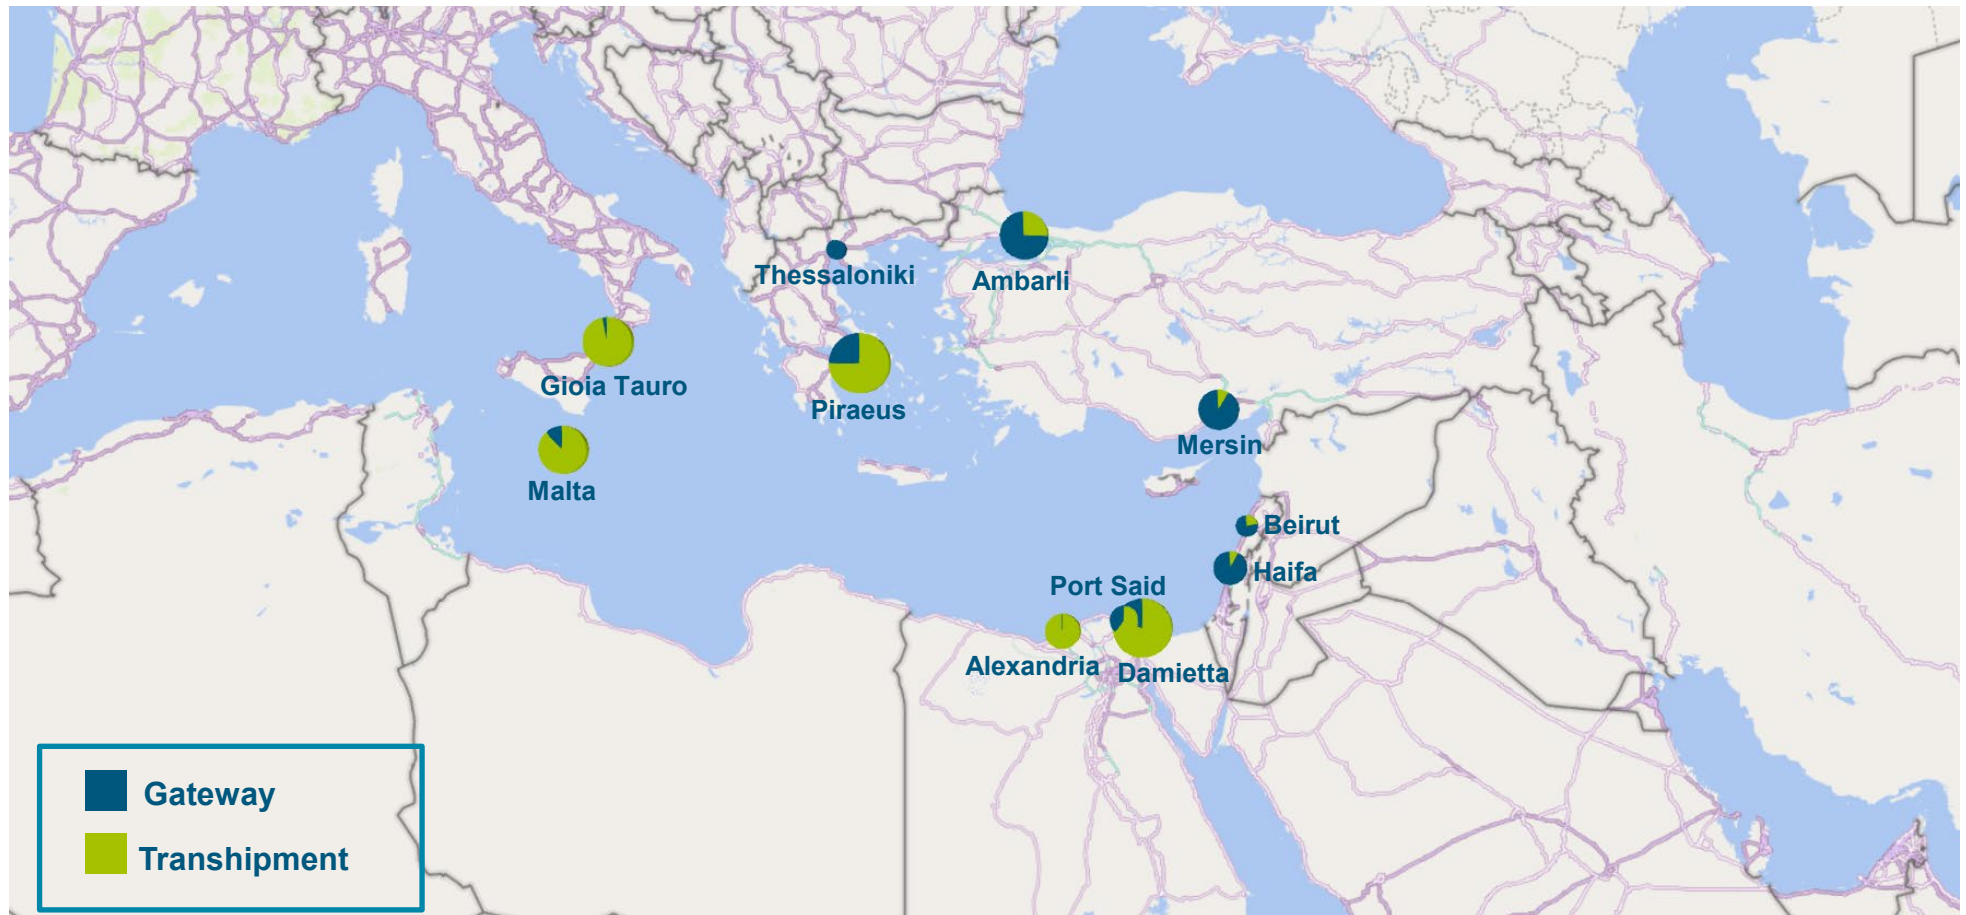 Thessaloniki
Ambarli
Gioia Tauro
Piraeus
Mersin
Malta
Beirut
Haifa
Port Said
Alexandria
Damietta
Gateway
Transhipment